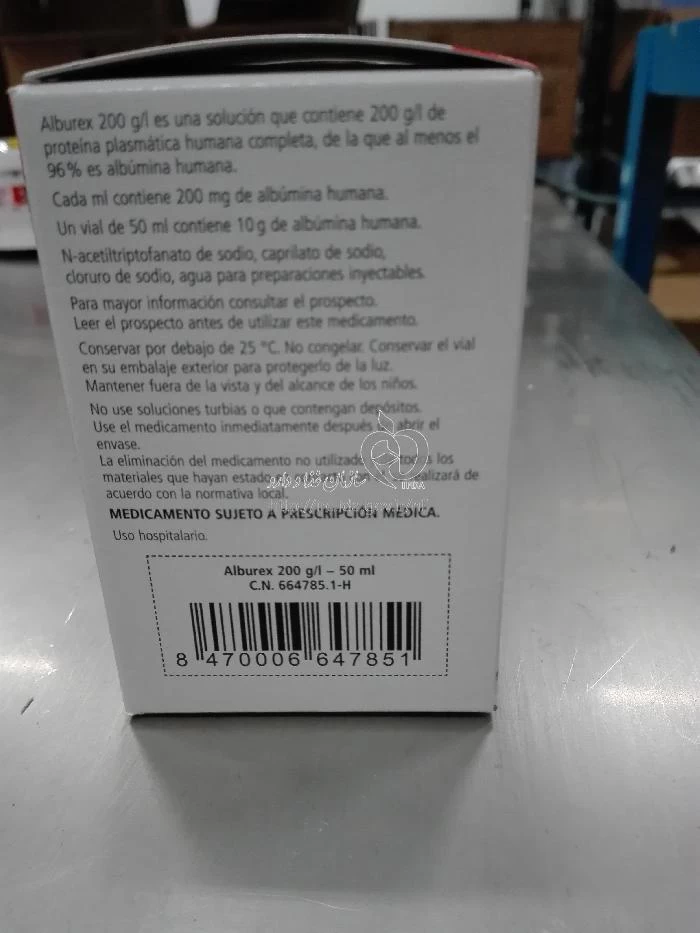 Alburex 200 g/l es una solución que contiene 200 g/l de
proteína plasmática humana completa, de la que al menos el
96% es albúmina humana.
Cada ml contiene 200 mg de albúmina humana.
Un vial de 50 ml contiene 10 g de albúmina humana.
N-acetiltriptofanato de sodio, caprilato de sodio,
cloruro de sodio, agua para preparaciones inyectables.
Para mayor información consultar el prospecto.
Leer el prospecto antes de utilizar este medicamento.
Conservar por debajo de 25 °C. No congelar. Conservar el vial
en su embalaje exterior para protegerlo de la luz.
Mantener fuera de la vista y del alcance de los niños.
No use soluciones turbias o que contengan depósitos.
Use el medicamento inmediatamente después abrir el
envase.
La eliminación del medicamento no utilizado los
materiales que hayan estado realizará de
acuerdo con la normativa local.
MEDICAMENTO SUJETO A PRESCRIPCIÓN MÉDICA.
Uso hospitalario.
Alburex 200 g/l – 50 ml
C.N. 664785.1-H
8 470006 647851